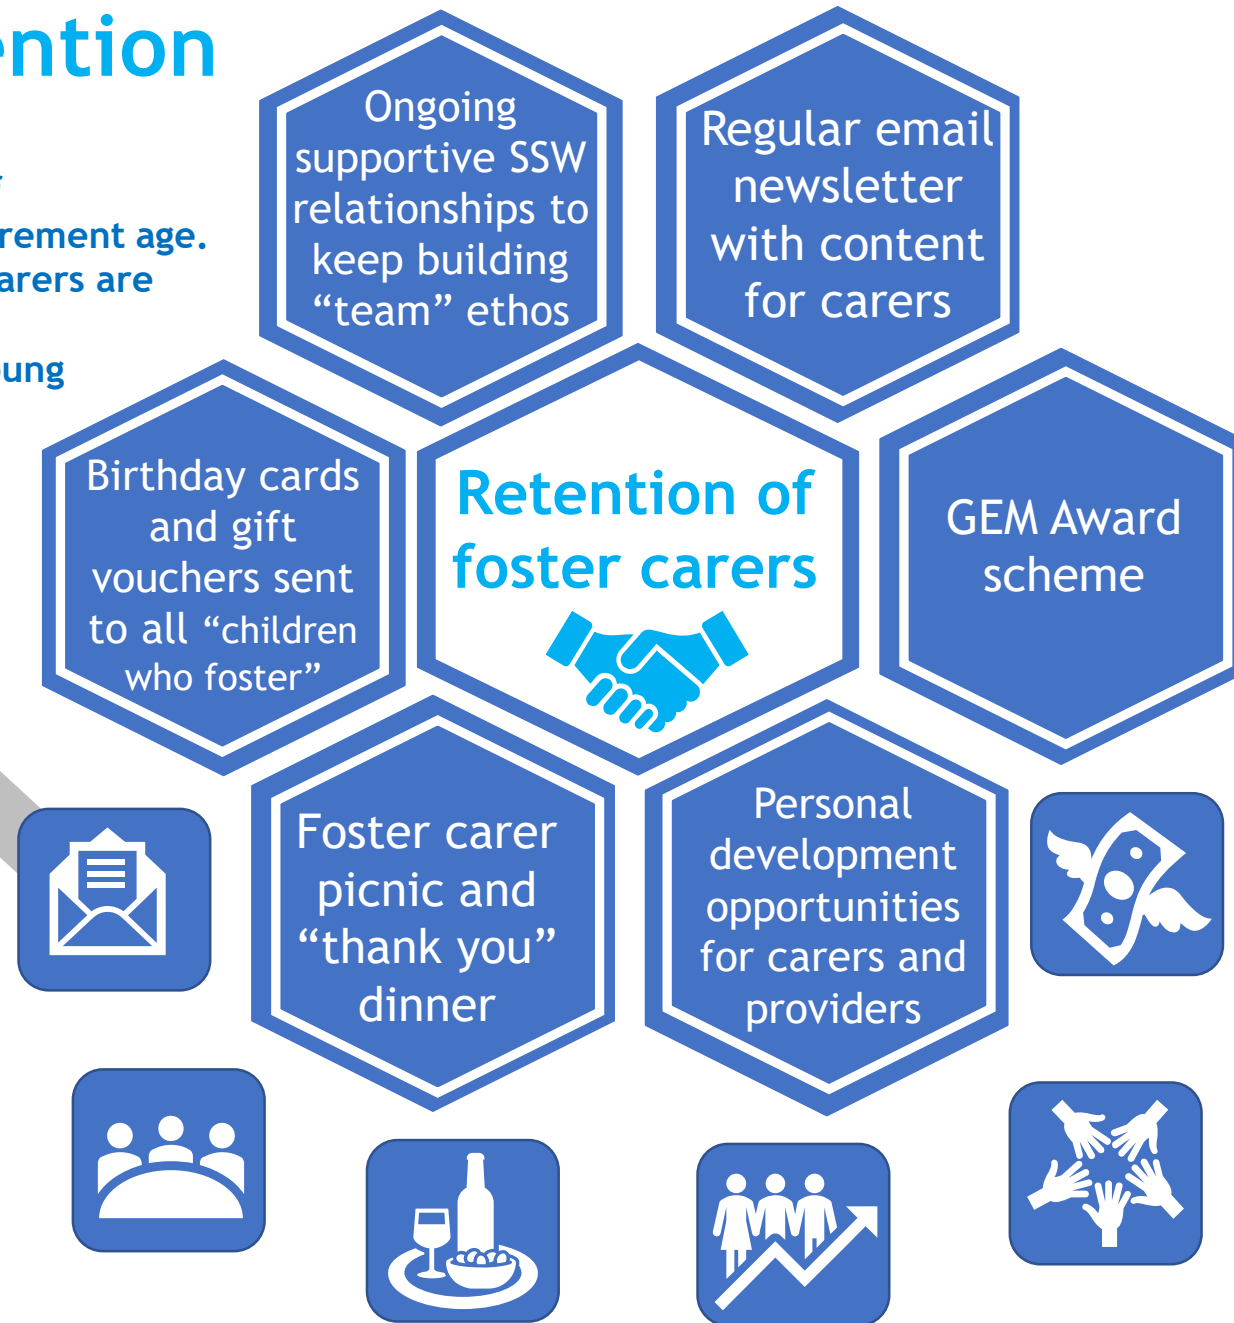 ention
rement age.
arers are
ung
Ongoing
supportive SSW
relationships to
keep building
“team” ethos
Regular email
newsletter
with content
for carers
Birthday cards
and gift
vouchers sent
to all “children
who foster”
Retention of
foster carers
GEM Award
scheme
Foster carer
picnic and
“thank you”
dinner
Personal
development
opportunities
for carers and
providers